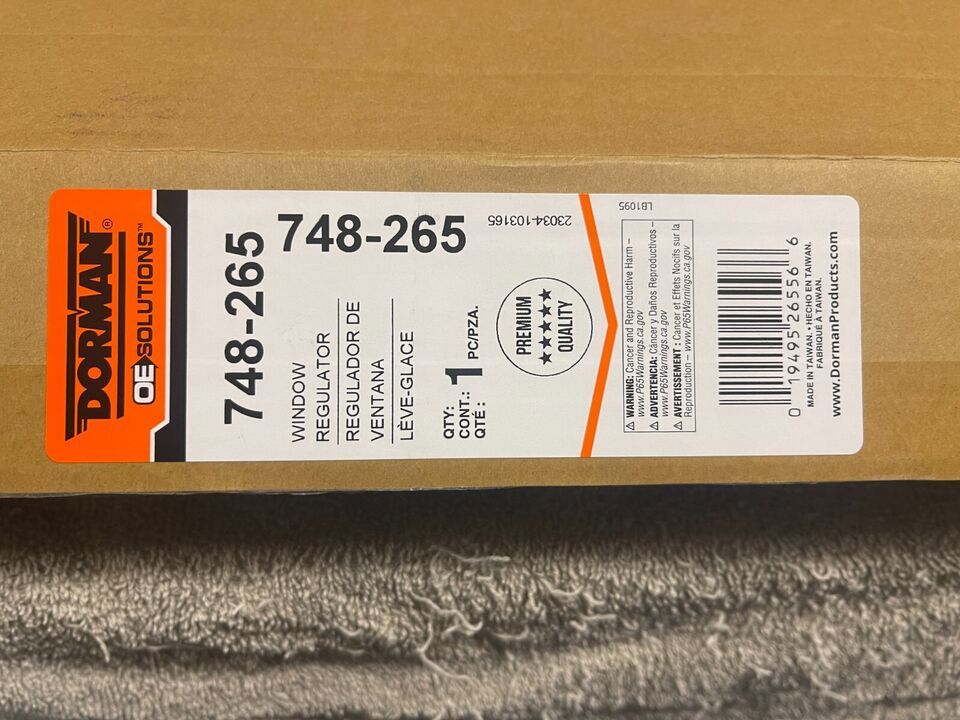 DORMAN®
OE SOLUTIONS™
748-265
748-265
23034-103165
WINDOW
REGULATOR
REGULADOR DE
VENTANA
LÈVE-GLACE
QTY:
CONT.: 1 PC/PZA.
QTÉ :
PREMIUM
★★★★★
QUALITY
LB1095
⚠ WARNING: Cancer and Reproductive Harm –
www.P65Warnings.ca.gov
⚠ ADVERTENCIA: Cáncer y Daños Reproductivos –
www.P65Warnings.ca.gov
⚠ AVERTISSEMENT : Cancer et Effets Nocifs sur la
Reproduction – www.P65Warnings.ca.gov
0 19495 26556 6
MADE IN TAIWAN. • HECHO EN TAIWAN.
FABRIQUÉ À TAIWAN.
www.DormanProducts.com